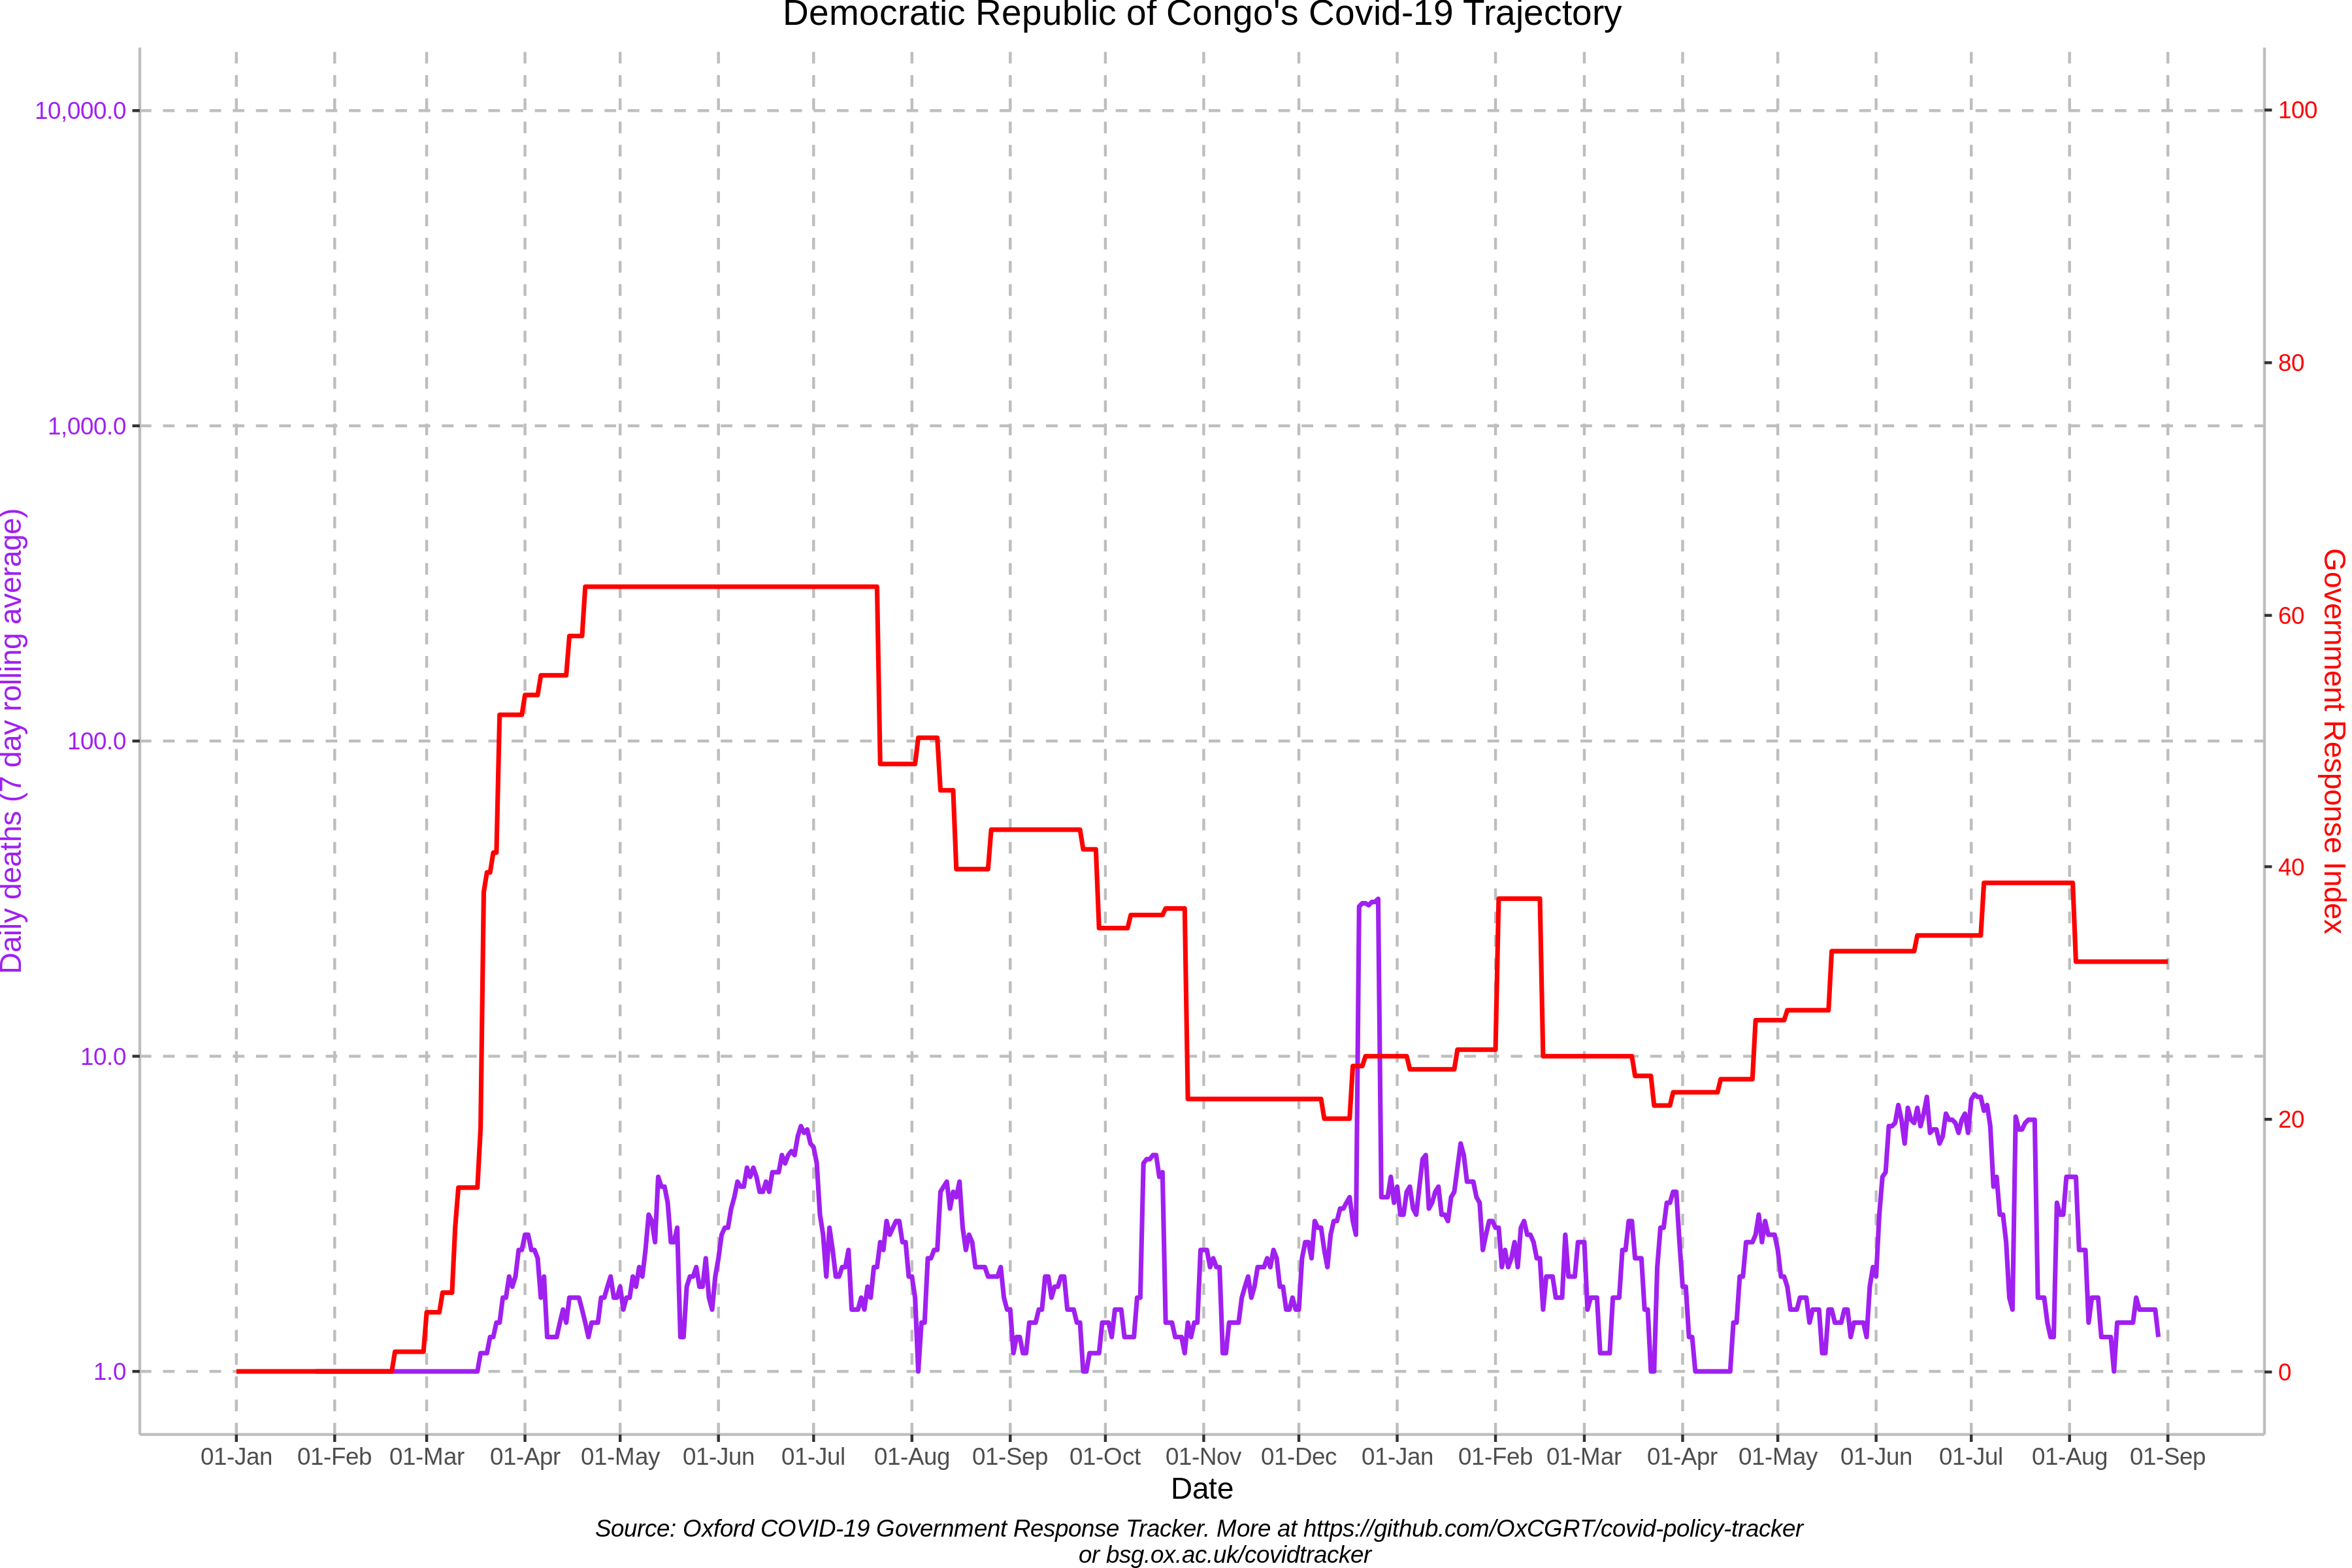 Democratic Republic of Congo's Covid-19 Trajectory
10,000.0
1,000.0
100.0
10.0
1.0
Daily deaths (7 day rolling average)
100
80
60
40
20
0
Government Response Index
01-Jan 01-Feb 01-Mar 01-Apr 01-May 01-Jun 01-Jul 01-Aug 01-Sep 01-Oct 01-Nov 01-Dec 01-Jan 01-Feb 01-Mar 01-Apr 01-May 01-Jun 01-Jul 01-Aug 01-Sep
Date
Source: Oxford COVID-19 Government Response Tracker. More at https://github.com/OxCGRT/covid-policy-tracker
or bsg.ox.ac.uk/covidtracker